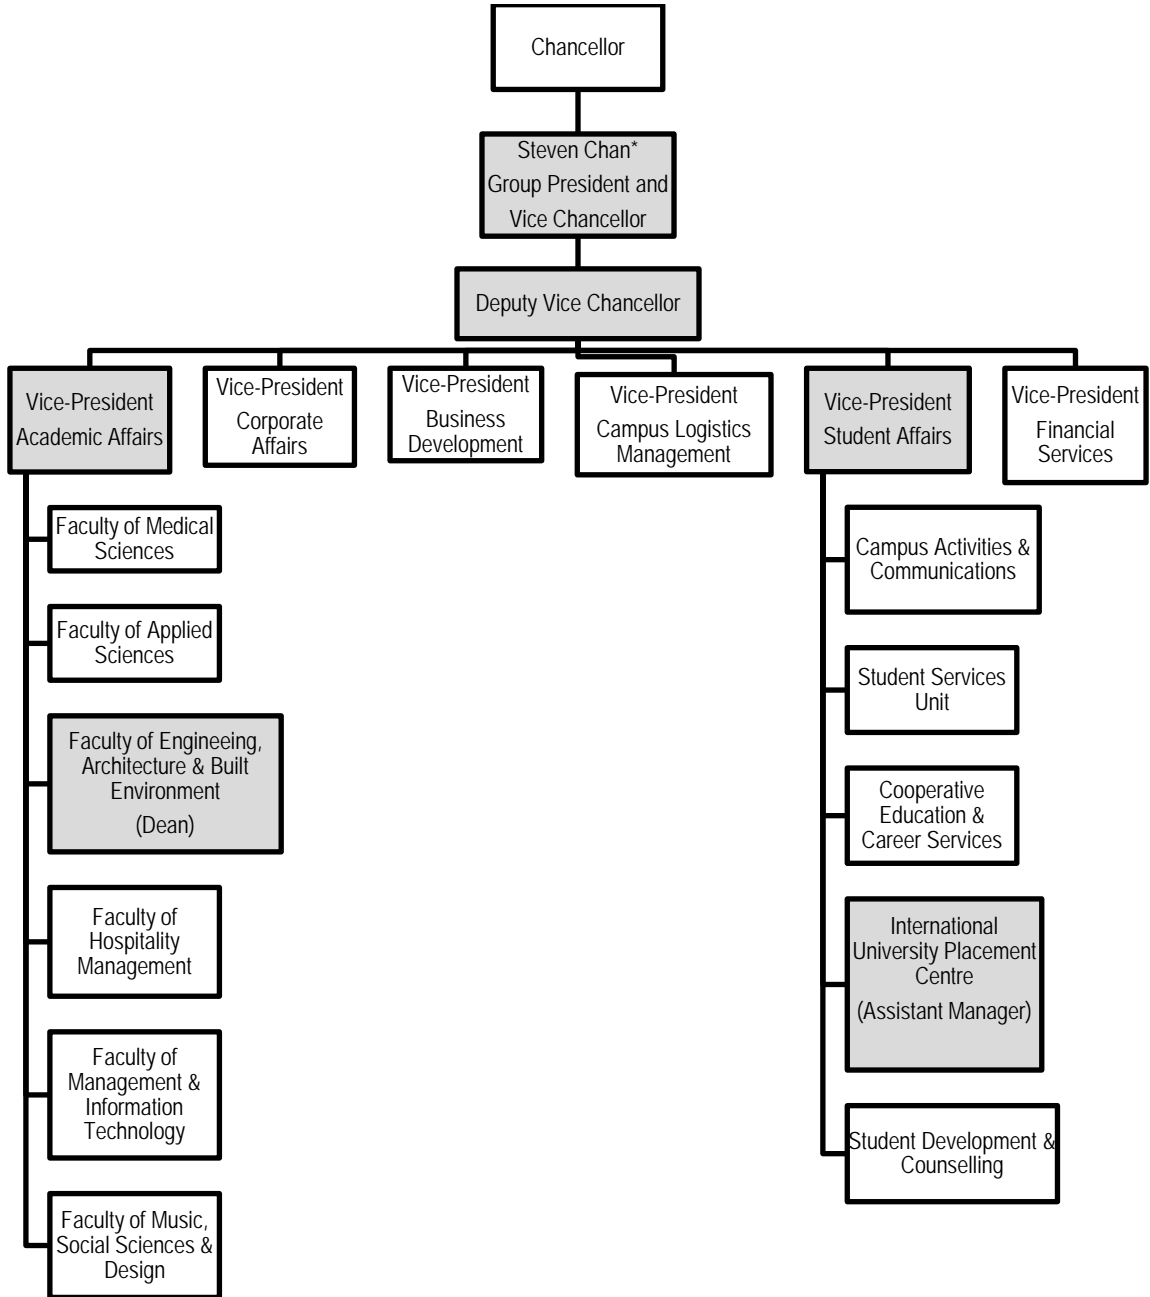 Chancellor
Steven Chan*
Group President and
Vice Chancellor
Deputy Vice Chancellor
Vice-President
Academic Affairs
Vice-President
Corporate
Affairs
Vice-President
Business
Development
Vice-President
Campus Logistics
Management
Vice-President
Student Affairs
Vice-President
Financial
Services
Faculty of Medical
Sciences
Faculty of Applied
Sciences
Faculty of Engineeing,
Architecture & Built
Environment
(Dean)
Faculty of
Hospitality
Management
Faculty of
Management &
Information
Technology
Faculty of Music,
Social Sciences &
Design
Campus Activities &
Communications
Student Services
Unit
Cooperative
Education &
Career Services
International
University Placement
Centre
(Assistant Manager)
Student Development &
Counselling